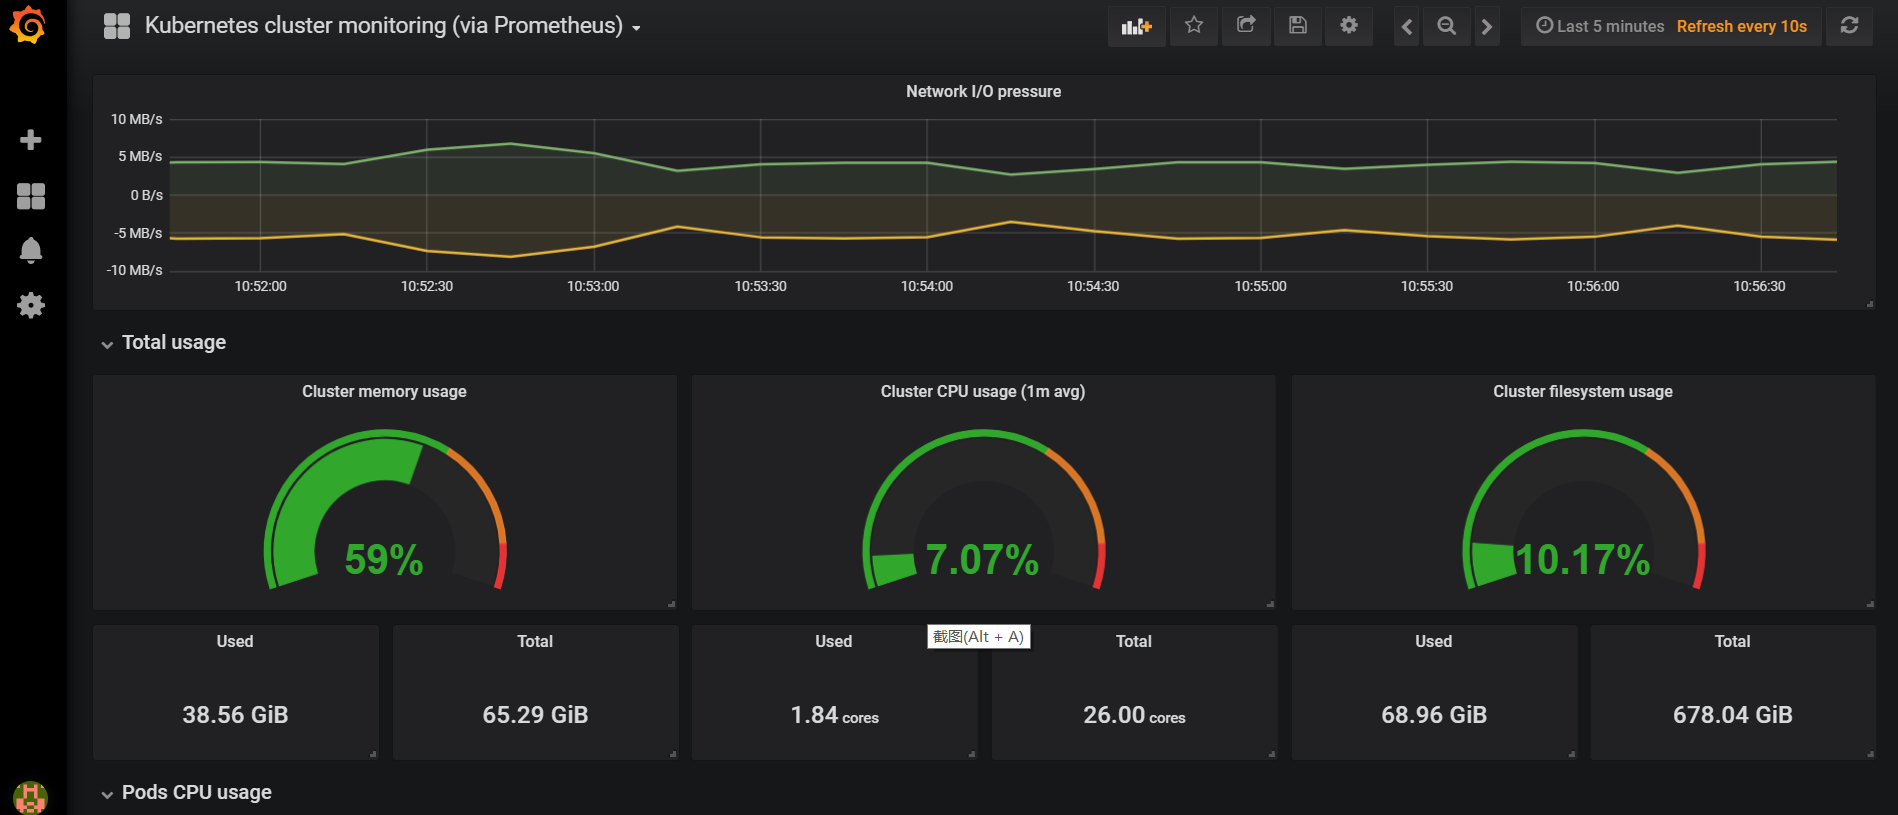 Kubernetes cluster monitoring (via Prometheus)
Last 5 minutes Refresh every 10s
Network I/O pressure
10 MB/s
5 MB/s
0 B/s
-5 MB/s
-10 MB/s
10:52:00 10:52:30 10:53:00 10:53:30 10:54:00 10:54:30 10:55:00 10:55:30 10:56:00 10:56:30
Total usage
Cluster memory usage
59%
Cluster CPU usage (1m avg)
7.07%
Cluster filesystem usage
10.17%
Used
38.56 GiB
Total
65.29 GiB
Used
1.84 cores
截图(Alt + A)
Total
26.00 cores
Used
68.96 GiB
Total
678.04 GiB
Pods CPU usage